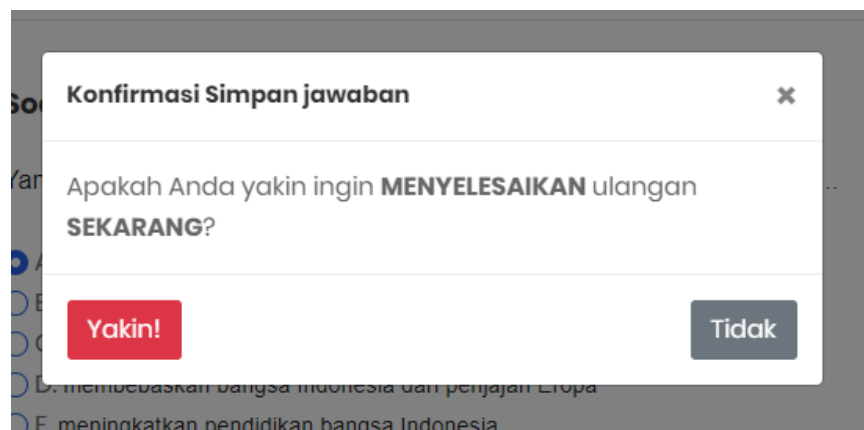 Konfirmasi Simpan jawaban
×
Apakah Anda yakin ingin MENYELESAIKAN ulangan
SEKARANG?
Yakin!
Tidak
D. membebaskan bangsa Indonesia dari penjajah Eropa
E. meningkatkan pendidikan bangsa Indonesia